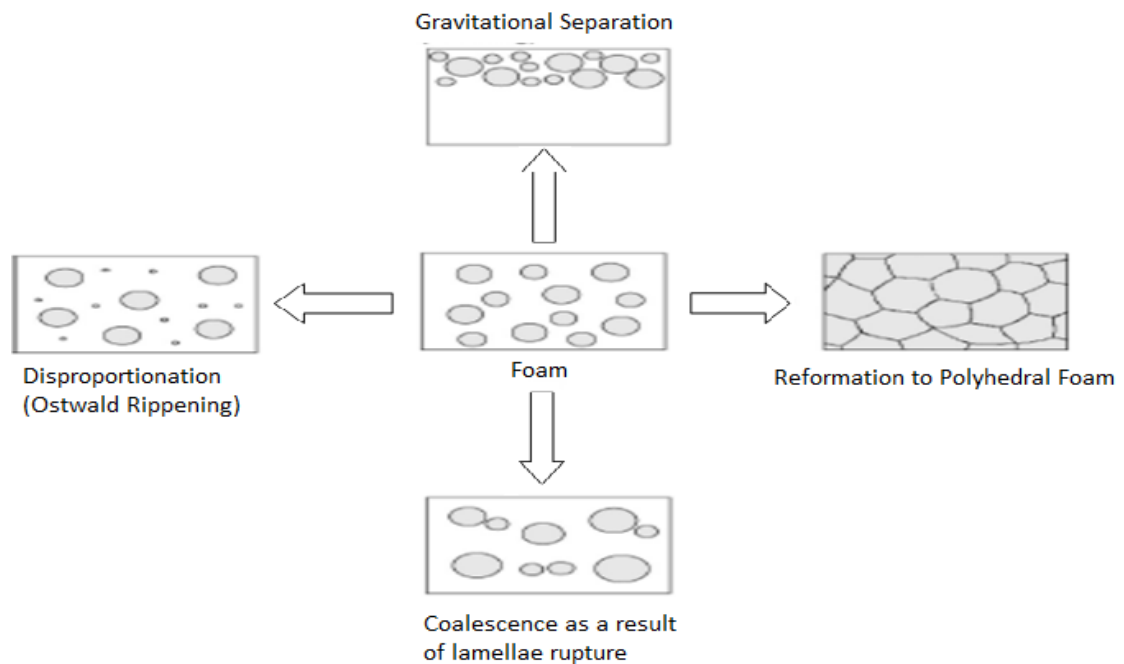 Gravitational Separation
Foam
Disproportionation
(Ostwald Rippening)
Reformation to Polyhedral Foam
Coalescence as a result
of lamellae rupture